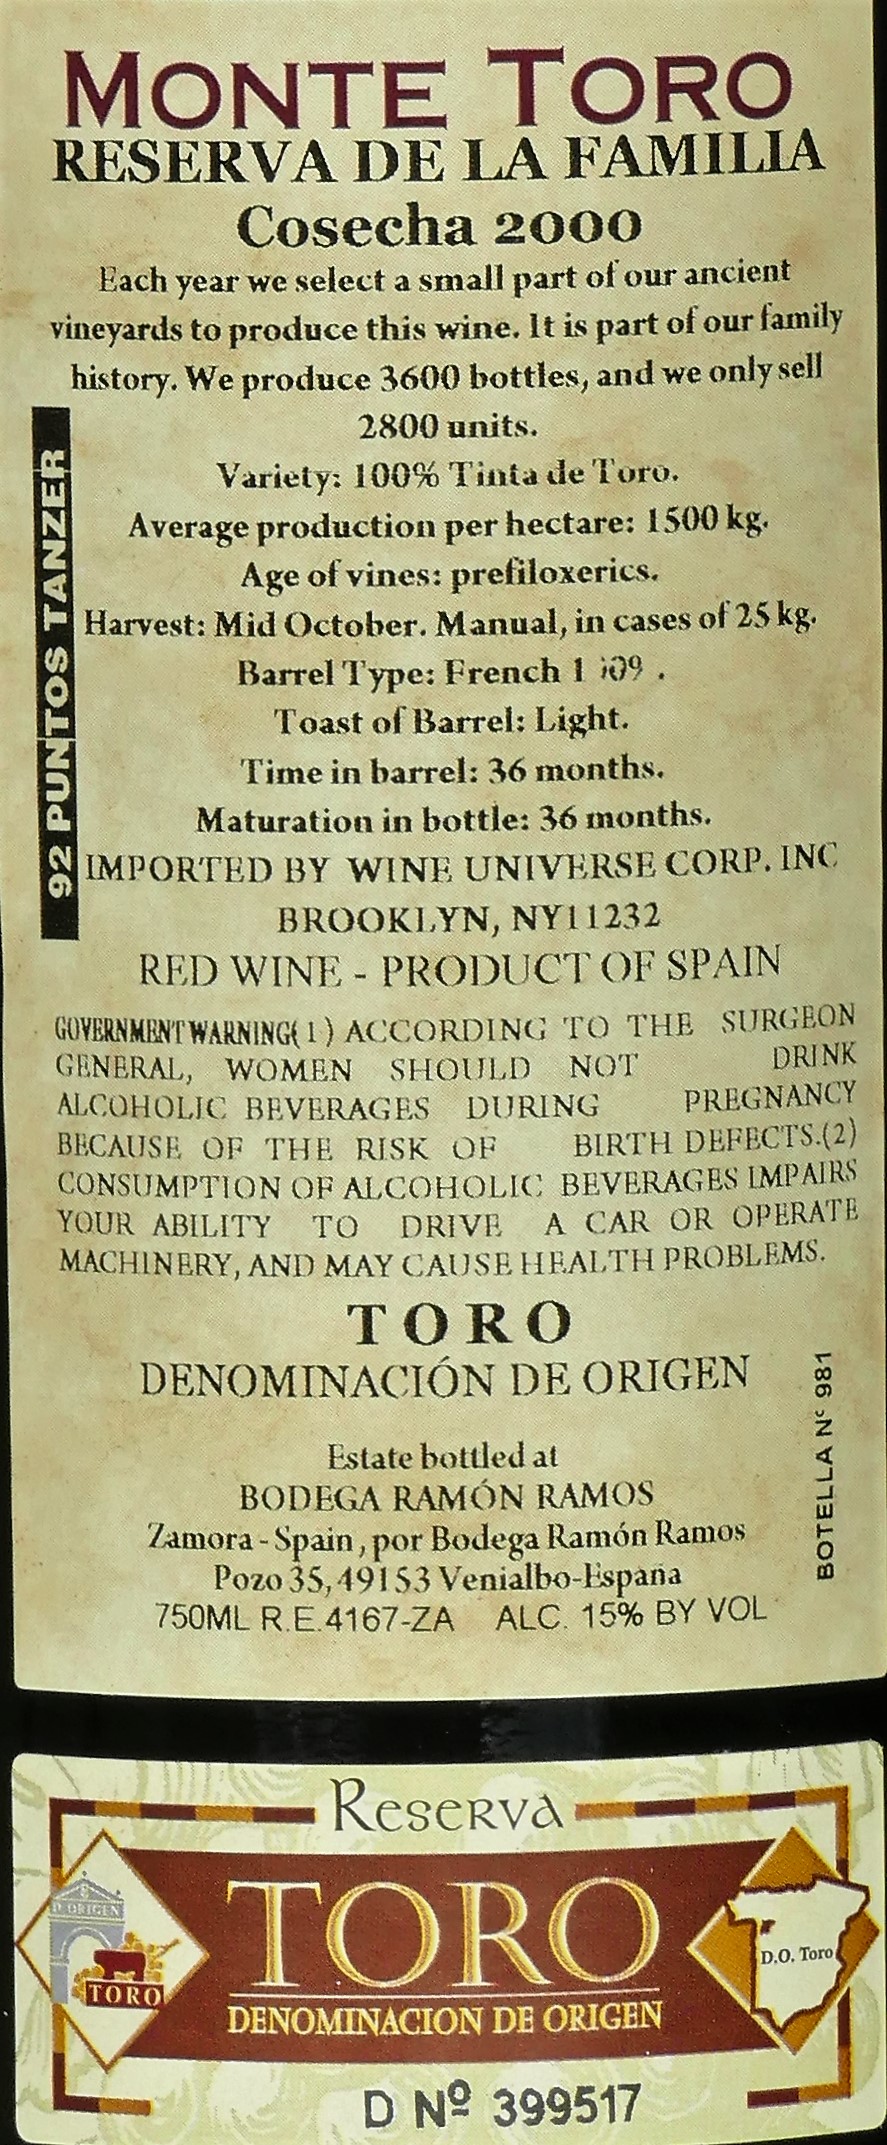 MONTE TORO
RESERVA DE LA FAMILIA
Cosecha 2000
Each year we select a small part of our ancient
vineyards to produce this wine. It is part of our family
history. We produce 3600 bottles, and we only sell
2800 units.
Variety: 100% Tinta de Toro.
Average production per hectare: 1500 kg.
Age of vines: prefiloxerics.
Harvest: Mid October. Manual, in cases of 25 kg.
Barrel Type: French
Toast of Barrel: Light.
Time in barrel: 36 months.
Maturation in bottle: 36 months.
92 PUNTOS TANZER
IMPORTED BY WINE UNIVERSE CORP. INC
BROOKLYN, NY11232
RED WINE - PRODUCT OF SPAIN
GOVERNMENT WARNING(1) ACCORDING TO THE SURGEON
GENERAL, WOMEN SHOULD NOT DRINK
ALCOHOLIC BEVERAGES DURING PREGNANCY
BECAUSE OF THE RISK OF BIRTH DEFECTS.(2)
CONSUMPTION OF ALCOHOLIC BEVERAGES IMPAIRS
YOUR ABILITY TO DRIVE A CAR OR OPERATE
MACHINERY, AND MAY CAUSE HEALTH PROBLEMS.
TORO
DENOMINACIÓN DE ORIGEN
Estate bottled at
BODEGA RAMÓN RAMOS
Zamora - Spain, por Bodega Ramón Ramos
Pozo 35, 49153 Venialbo-España
750ML R.E.4167-ZA ALC. 15% BY VOL
BOTELLA Nº 981
Reserva
D. ORIGEN
TORO
TORO
DENOMINACION DE ORIGEN
D.O. Toro
D Nº 399517